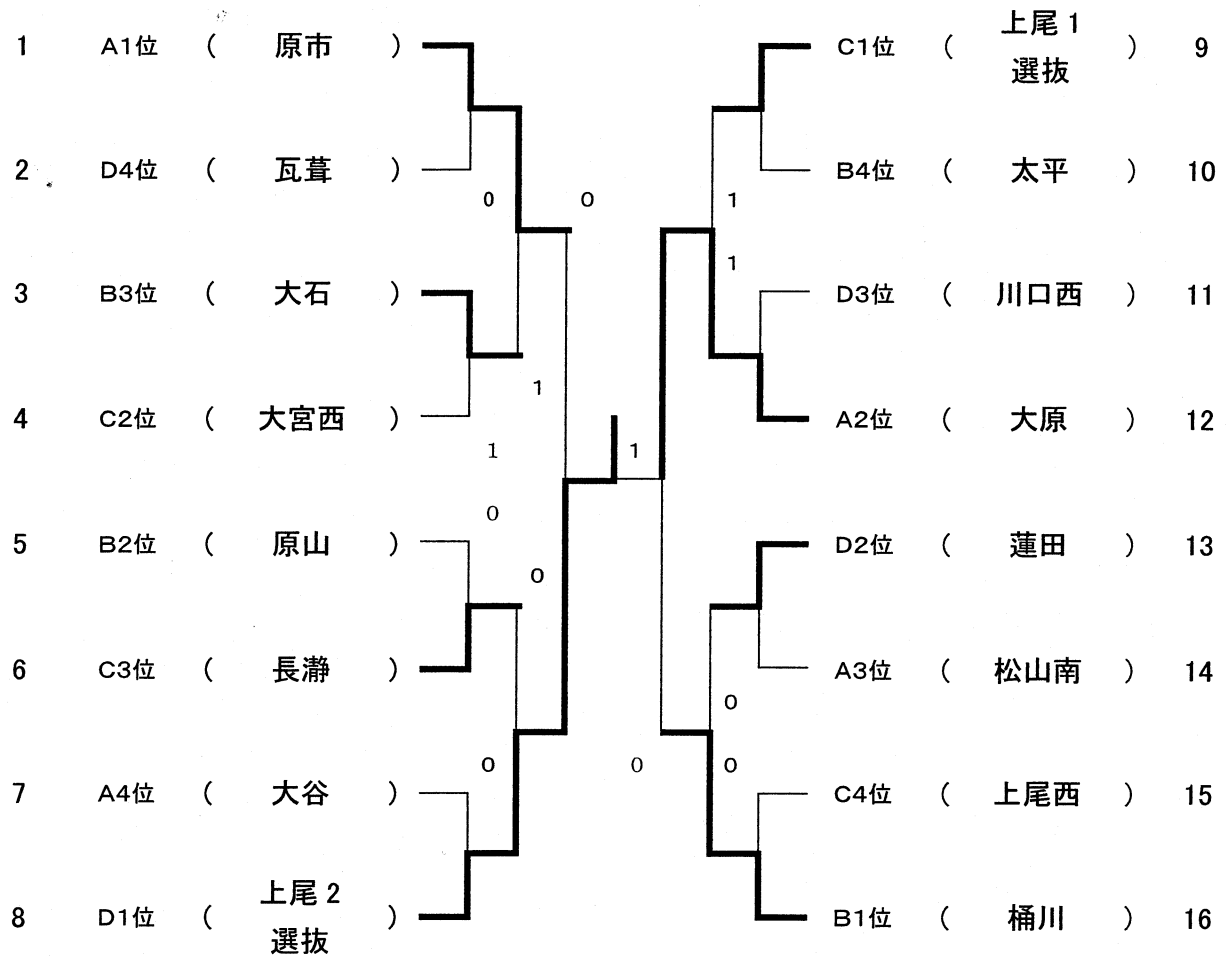 1 A1位 ( 原市 )
2 D4位 ( 瓦葺 )
0
0
3 B3位 ( 大石 )
1
4 C2位 ( 大宮西 )
1
0
5 B2位 ( 原山 )
0
6 C3位 ( 長瀞 )
0
7 A4位 ( 大谷 )
8 D1位 ( 上尾2
選抜 )
1
0
C1位 ( 上尾1
選抜 ) 9
B4位 ( 太平 ) 10
1
1
D3位 ( 川口西 ) 11
A2位 ( 大原 ) 12
D2位 ( 蓮田 ) 13
A3位 ( 松山南 ) 14
0
0
C4位 ( 上尾西 ) 15
B1位 ( 桶川 ) 16